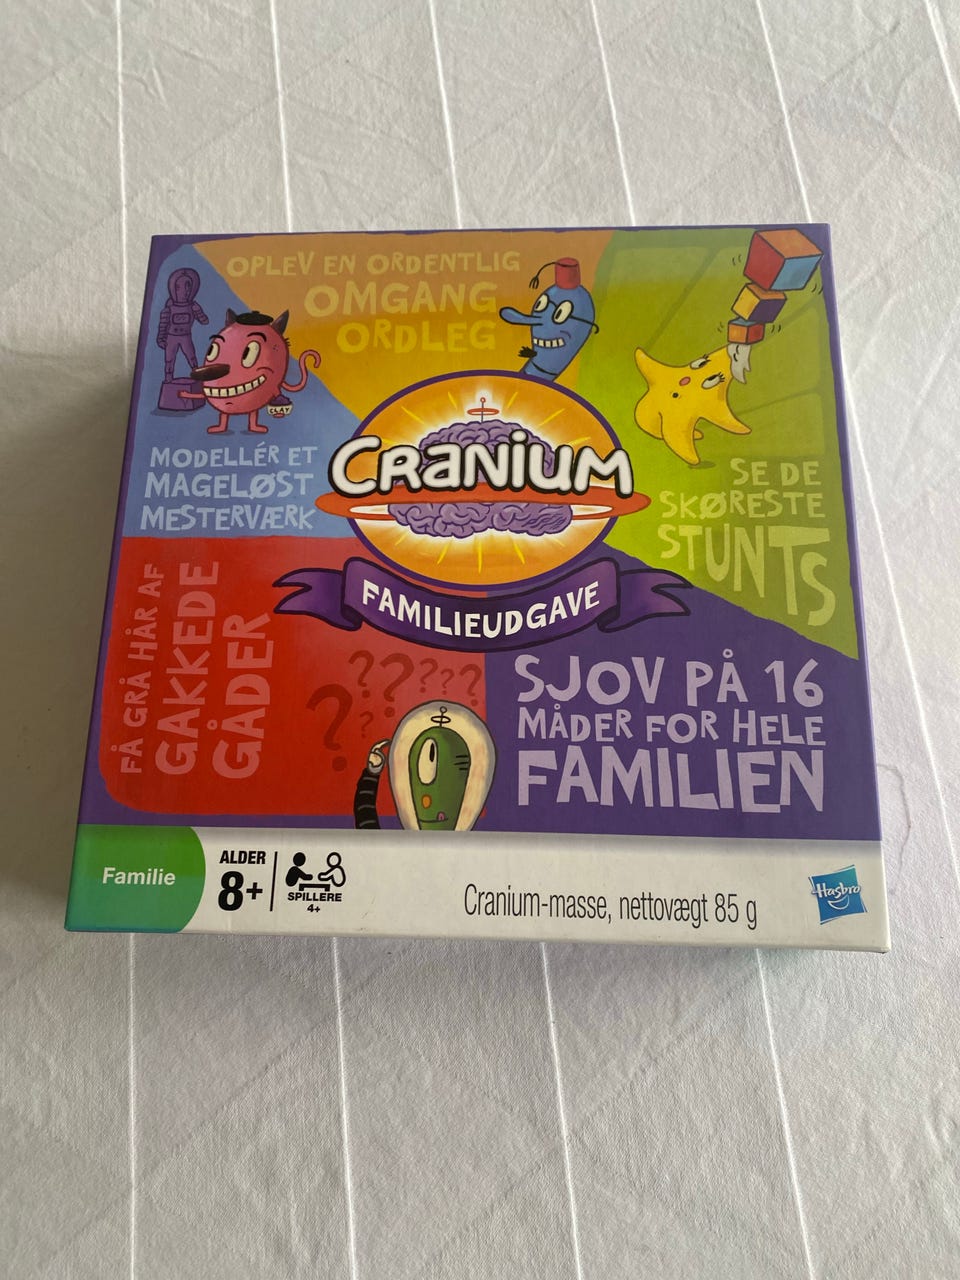 OPLEV EN ORDENTLIG
OMGANG
ORDLEG
CLAY
MODELLÉR ET
MAGELØST
MESTERVÆRK
CRANIUM
SE DE
SKØRESTE
STUNTS
FAMILIEUDGAVE
FÅ GRÅ HÅR AF
GAKKEDE
GÅDER
??????
??
SJOV PÅ 16
MÅDER FOR HELE
FAMILIEN
Familie
ALDER
8+
SPILLERE
4+
Cranium-masse, nettovægt 85 g
Hasbro